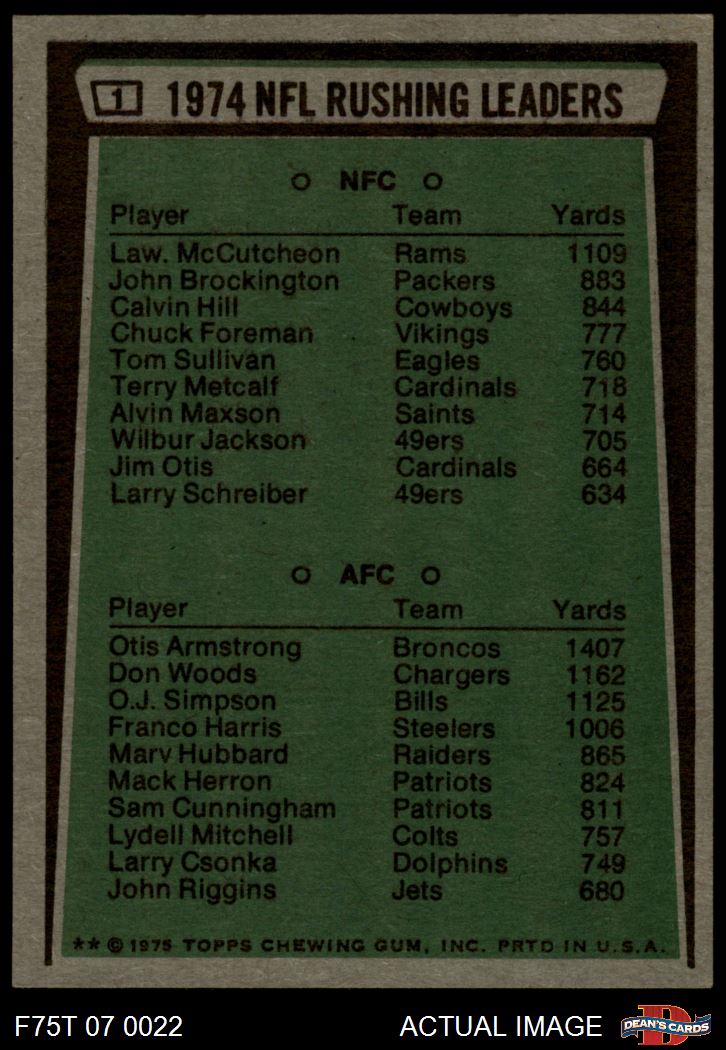 1 1974 NFL RUSHING LEADERS
NFC
Player Team Yards
Law. McCutcheon Rams 1109
John Brockington Packers 883
Calvin Hill Cowboys 844
Chuck Foreman Vikings 777
Tom Sullivan Eagles 760
Terry Metcalf Cardinals 718
Alvin Maxson Saints 714
Wilbur Jackson 49ers 705
Jim Otis Cardinals 664
Larry Schreiber 49ers 634
AFC
Player Team Yards
Otis Armstrong Broncos 1407
Don Woods Chargers 1162
O.J. Simpson Bills 1125
Franco Harris Steelers 1006
Marv Hubbard Raiders 865
Mack Herron Patriots 824
Sam Cunningham Patriots 811
Lydell Mitchell Colts 757
Larry Csonka Dolphins 749
John Riggins Jets 680
** © 1975 TOPPS CHEWING GUM, INC. PRTD IN U.S.A.
F75T 07 0022 ACTUAL IMAGE D DEAN'S CARDS